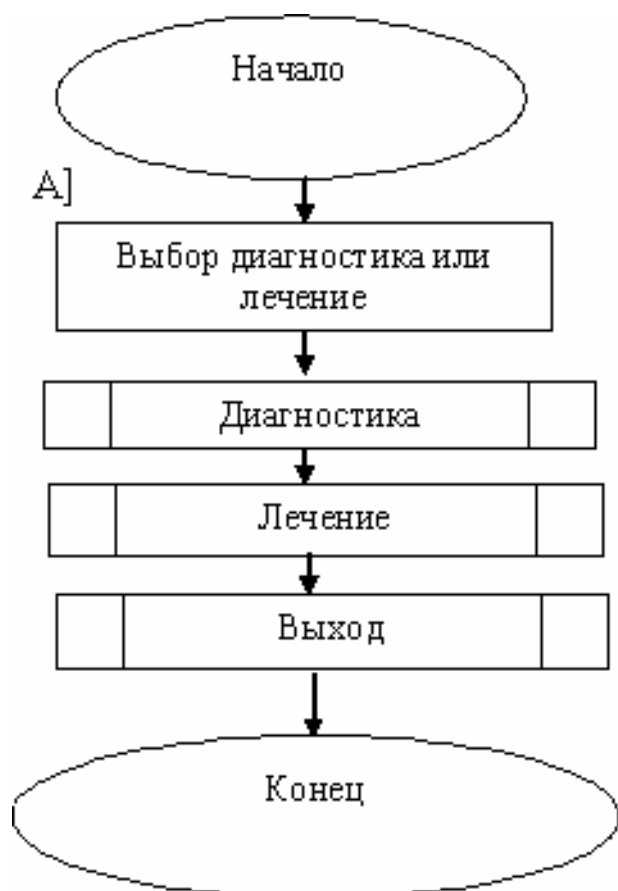 Начало
А]
Выбор диагностика или
лечение
Диагностика
Лечение
Выход
Конец